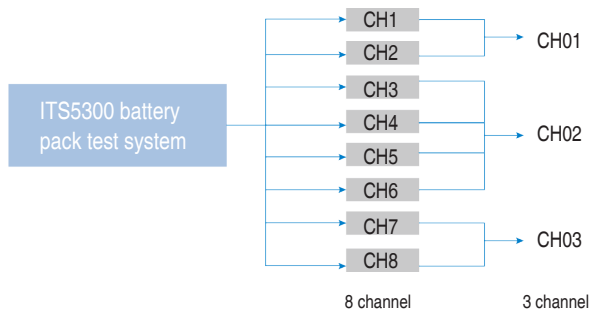 ITS5300 battery
pack test system
CH1
CH2
CH3
CH4
CH5
CH6
CH7
CH8
CH01
CH02
CH03
8 channel
3 channel